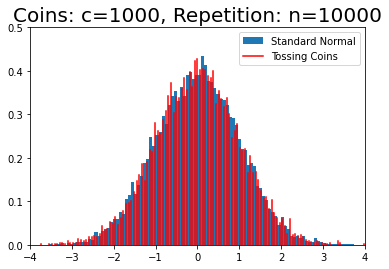 Coins: c=1000, Repetition: n=10000
0.5
0.4
0.3
0.2
0.1
0.0
Standard Normal
Tossing Coins
−4 −3 −2 −1 0 1 2 3 4